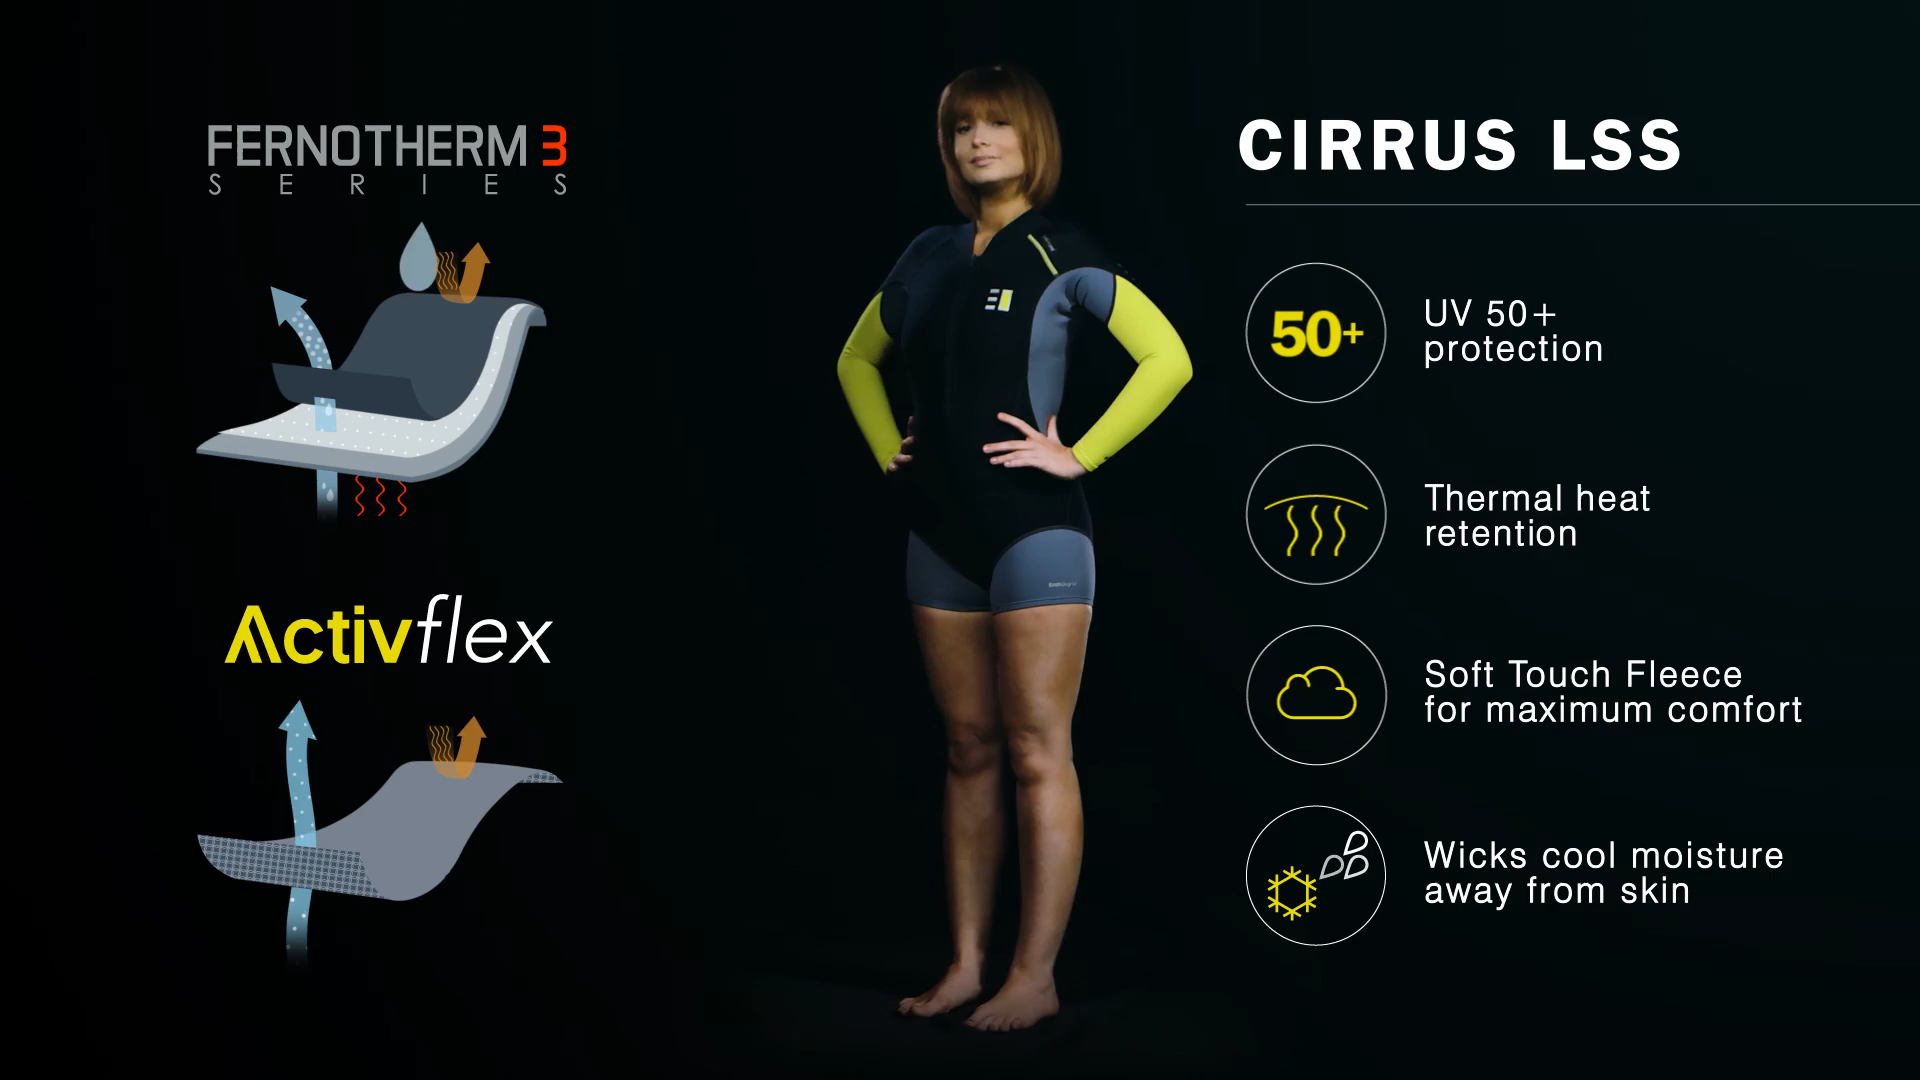 FERNOTHERM 3
SERIES
Activflex
CIRRUS LSS
50+
UV 50+
protection
Thermal heat
retention
Soft Touch Fleece
for maximum comfort
Wicks cool moisture
away from skin